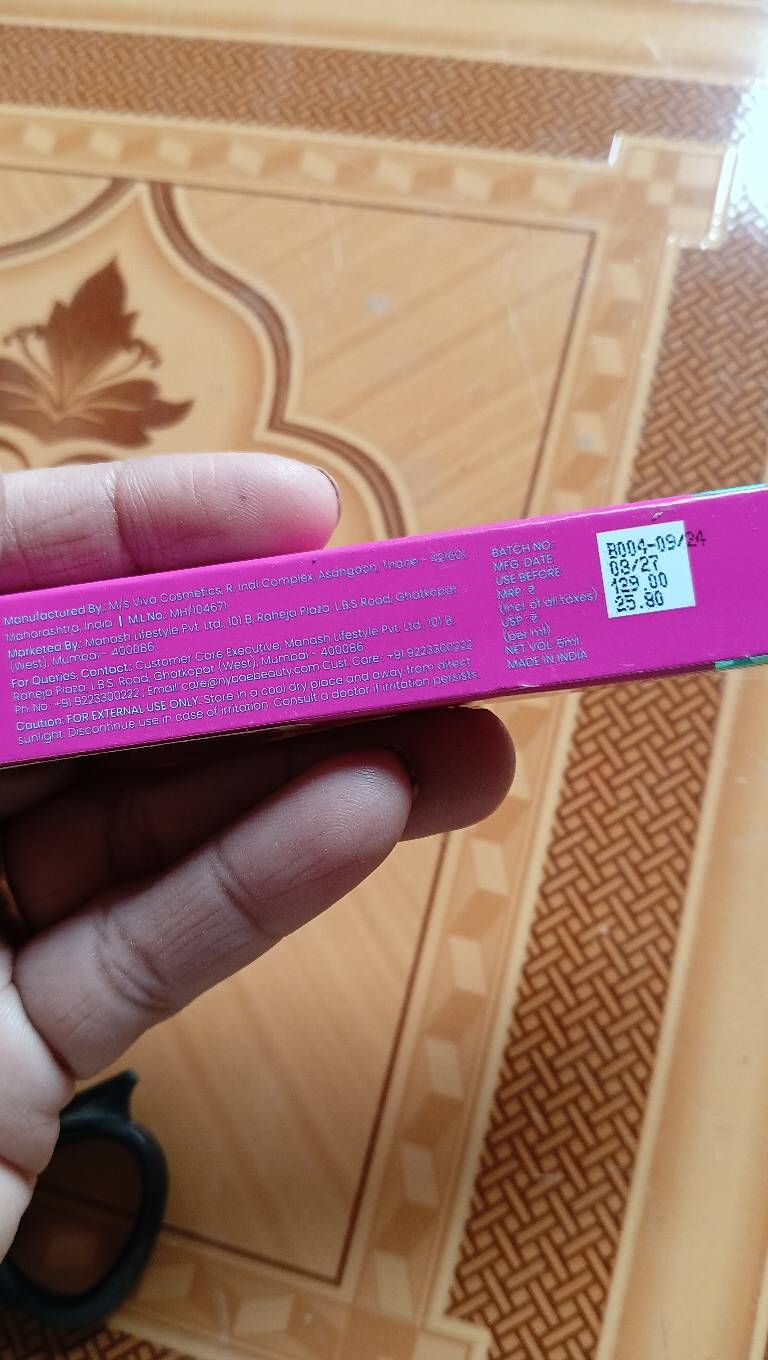 Manufactured By.: M/s Viva Cosmetics, R. Indl Complex, Asangaon, Thane - 421601,
Maharashtra, India | M.L.No.: MH/104671
Marketed By.: Manash Lifestyle Pvt. Ltd., 101 B, Raheja Plaza, L.B.S Road, Ghatkopar
(West), Mumbai - 400086
For Queries, Contact: Customer Care Executive, Manash Lifestyle Pvt. Ltd., 101 B,
Raheja Plaza, L.B.S. Road, Ghatkopar (West), Mumbai - 400086
Ph No.: +91 9223300222 , Email: care@nybaebeauty.com Cust. Care.: +91 9223300222
Caution: FOR EXTERNAL USE ONLY. Store in a cool dry place and away from direct
sunlight. Discontinue use in case of irritation. Consult a doctor if irritation persists.
BATCH NO.:
MFG. DATE:
USE BEFORE:
MRP: ₹
(incl. of all taxes)
USP: ₹
(per ml)
NET VOL. 5ml
MADE IN INDIA
B004-09/24
08/27
129.00
25.80